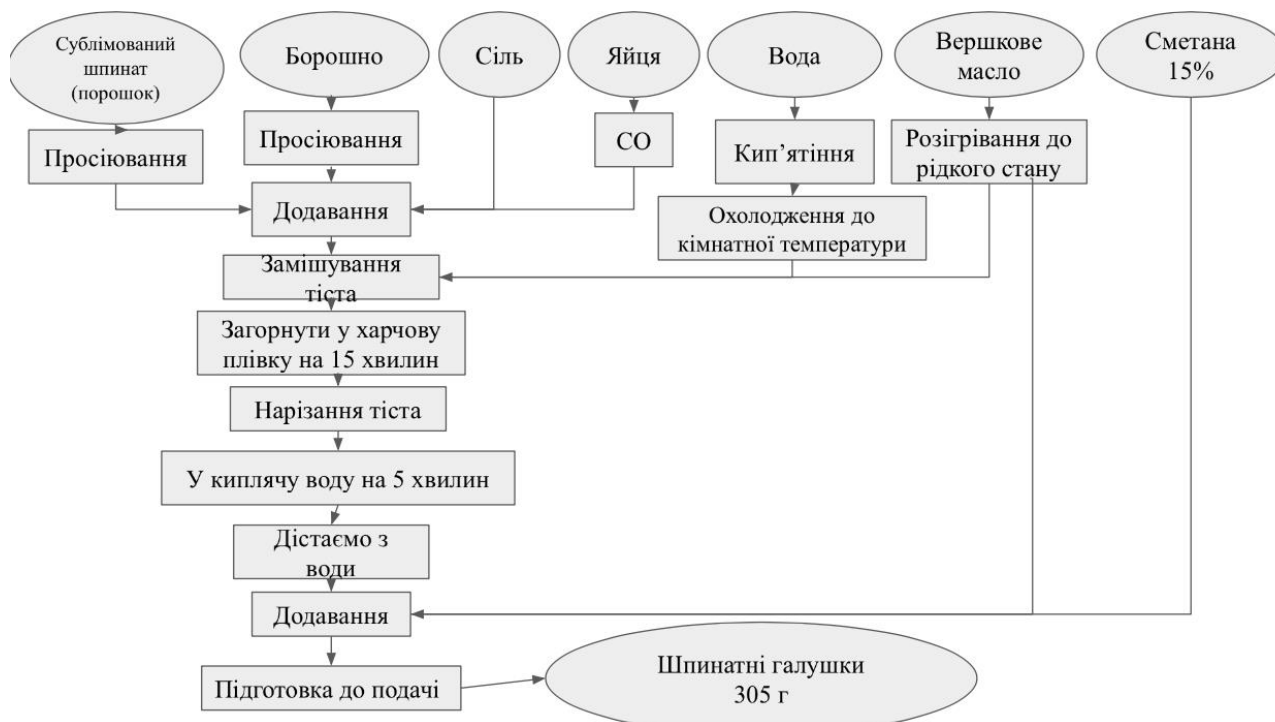 Сублімований
шпинат
(порошок)
Борошно
Сіль
Яйця
Вода
Вершкове
масло
Сметана
15%
Просіювання
Просіювання
СО
Кип’ятіння
Розігрівання до
рідкого стану
Додавання
Охолодження до
кімнатної температури
Замішування
тіста
Загорнути у харчову
плівку на 15 хвилин
Нарізання тіста
У киплячу воду на 5 хвилин
Дістаємо з
води
Додавання
Підготовка до подачі
Шпинатні галушки
305 г